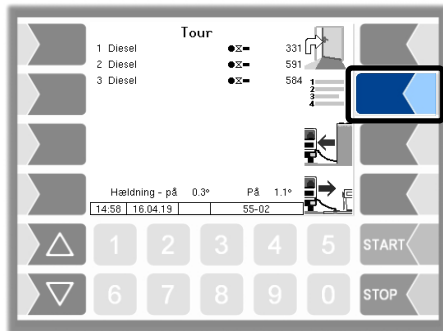 Tour
1 Diesel 331
2 Diesel 591
3 Diesel 584
1
2
3
4
Hældning - på 0.3° På 1.1°
14:58 16.04.19 55-02
1 2 3 4 5 START
6 7 8 9 0 STOP